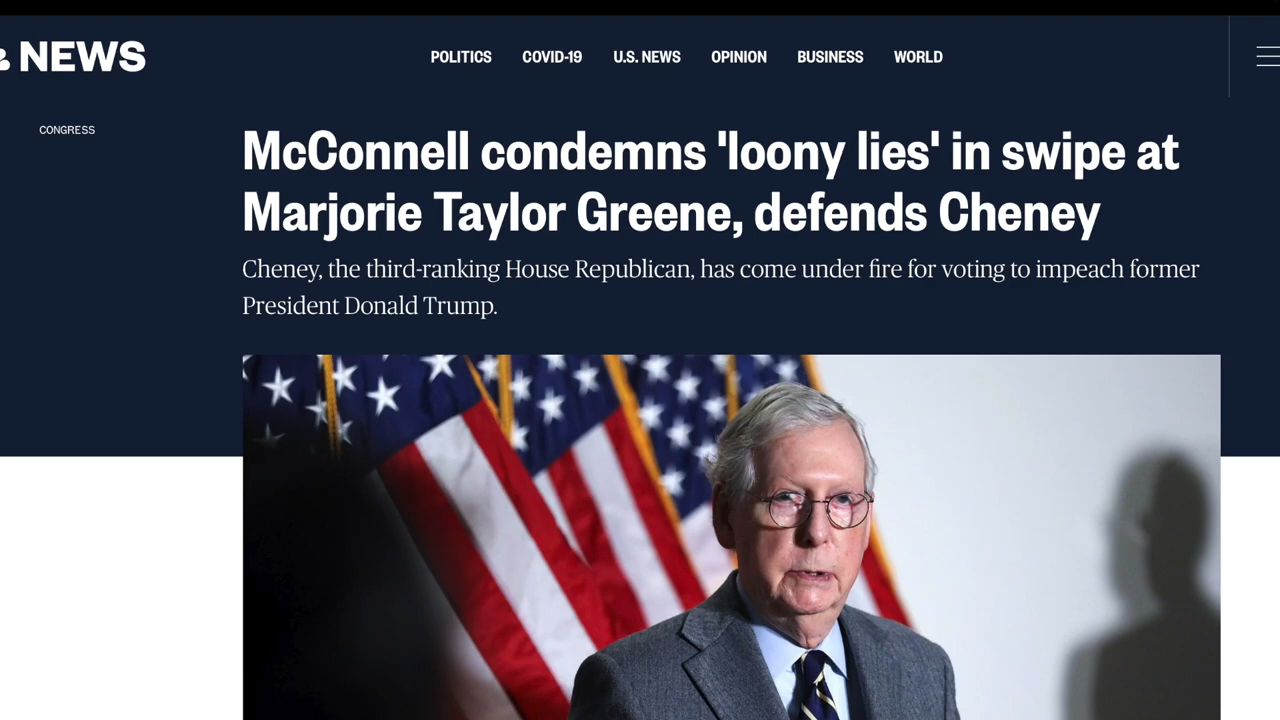 NEWS
POLITICS COVID-19 U.S. NEWS OPINION BUSINESS WORLD
CONGRESS
McConnell condemns 'loony lies' in swipe at
Marjorie Taylor Greene, defends Cheney
Cheney, the third-ranking House Republican, has come under fire for voting to impeach former
President Donald Trump.